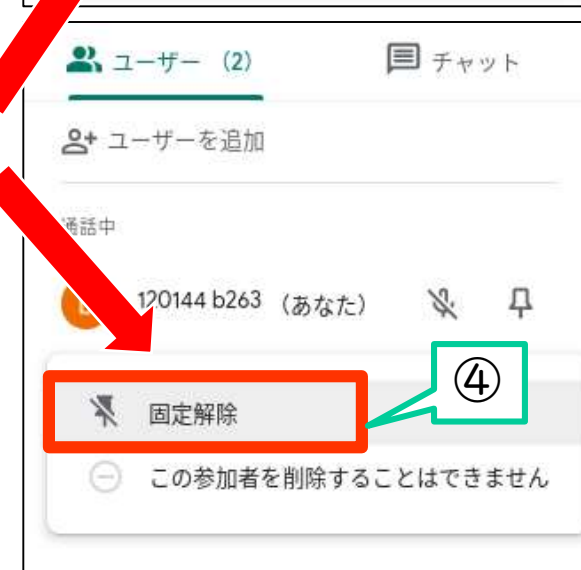 ユーザー (2)
チャット
ユーザーを追加
通話中
120144 b263 (あなた)
④
固定解除
この参加者を削除することはできません